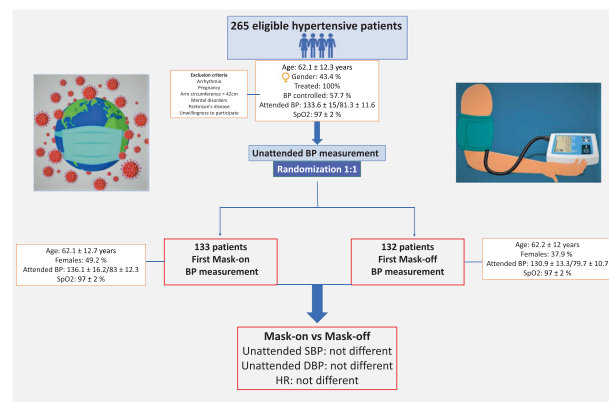 265 eligible hypertensive patients
Exclusion criteria
Arrhythmia
Pregnancy
Arm circumference > 42cm
Mental disorders
Parkinson's disease
Unwillingness to participate
Age: 62.1 ± 12.3 years
Gender: 43.4 %
Treated: 100%
BP controlled: 57.7 %
Attended BP: 133.6 ± 15/81.3 ± 11.6
SpO2: 97 ± 2 %
Unattended BP measurement
Randomization 1:1
Age: 62.1 ± 12.7 years
Females: 49.2 %
Attended BP: 136.1 ± 16.2/83 ± 12.3
SpO2: 97 ± 2 %
133 patients
First Mask-on
BP measurement
132 patients
First Mask-off
BP measurement
Age: 62.2 ± 12 years
Females: 37.9 %
Attended BP: 130.9 ± 13.3/79.7 ± 10.7
SpO2: 97 ± 2 %
Mask-on vs Mask-off
Unattended SBP: not different
Unattended DBP: not different
HR: not different